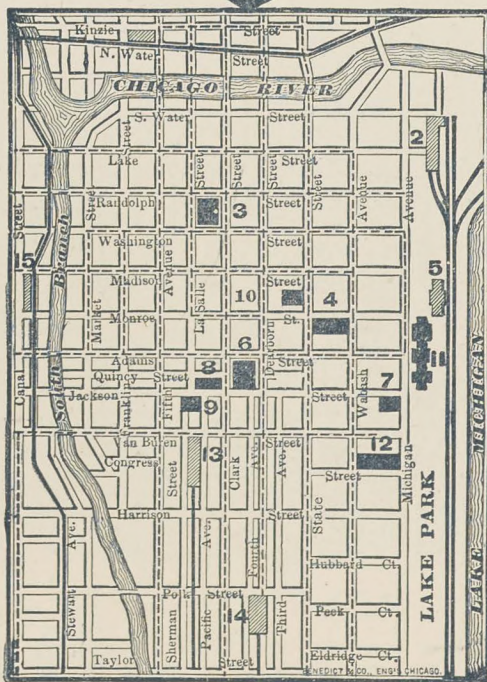 Kinzie Street
N. Water Street
CHICAGO RIVER
S. Water Street
2
Lake Street
Street Street Street Street
Street
Avenue Avenue
Randolph 3 Street
Street
Street
Washington Street
15
South Branch
5
Madison Street
Avenue
La Salle
10
4
Market
Monroe St.
6
Dearborn
11
Adams Street
8
Quincy Street
7
Canal
Jackson Street
Franklin
Fifth
9
Wabash
MICHIGAN
Van Buren Street
12
Congress Street
Street
13
Clark
Ave.
Ave.
State
Michigan
Harrison Street
LAKE PARK
Ave.
Ave.
Fourth
Hubbard Ct.
Polk Street
Stewart
Sherman
Pacific
14
Third
Peck Ct.
LAKE
Taylor Street
Eldridge Ct.
BENEDICT & CO., ENG'S CHICAGO.